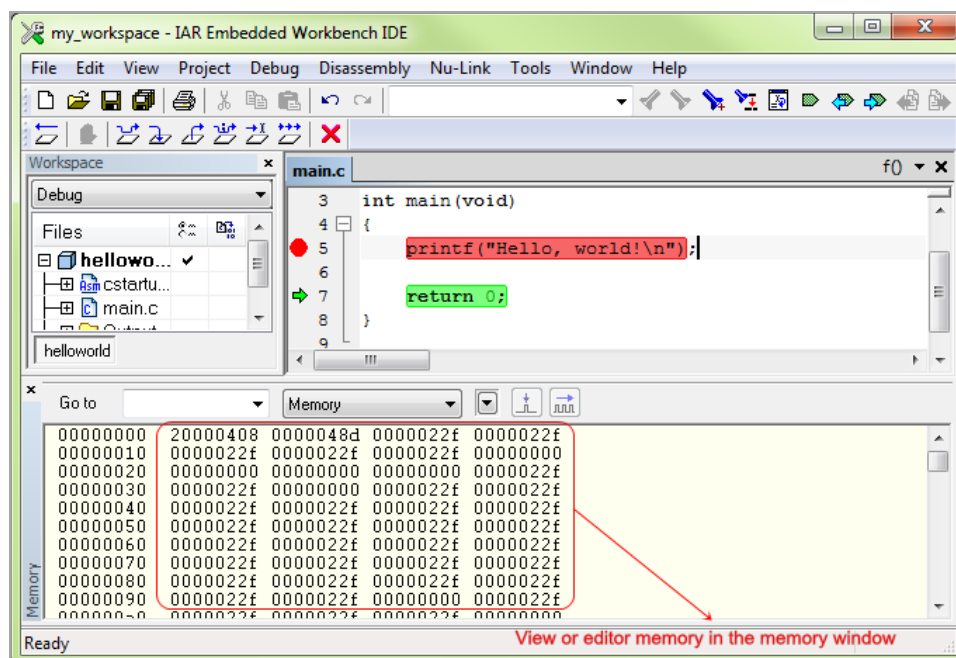 my_workspace - IAR Embedded Workbench IDE
File Edit View Project Debug Disassembly Nu-Link Tools Window Help
Workspace
Debug
Files
hellowo...
cstartu...
main.c
helloworld
main.c
f()
3 int main(void)
4 {
5 printf("Hello, world!\n");
6
7 return 0;
8 }
9
Go to
Memory
00000000 20000408 0000048d 0000022f 0000022f
00000010 0000022f 0000022f 0000022f 00000000
00000020 00000000 00000000 00000000 0000022f
00000030 0000022f 00000000 0000022f 0000022f
00000040 0000022f 0000022f 0000022f 0000022f
00000050 0000022f 0000022f 0000022f 0000022f
00000060 0000022f 0000022f 0000022f 0000022f
00000070 0000022f 0000022f 0000022f 0000022f
00000080 0000022f 0000022f 0000022f 0000022f
00000090 0000022f 0000022f 00000000 0000022f
Memory
View or editor memory in the memory window
Ready